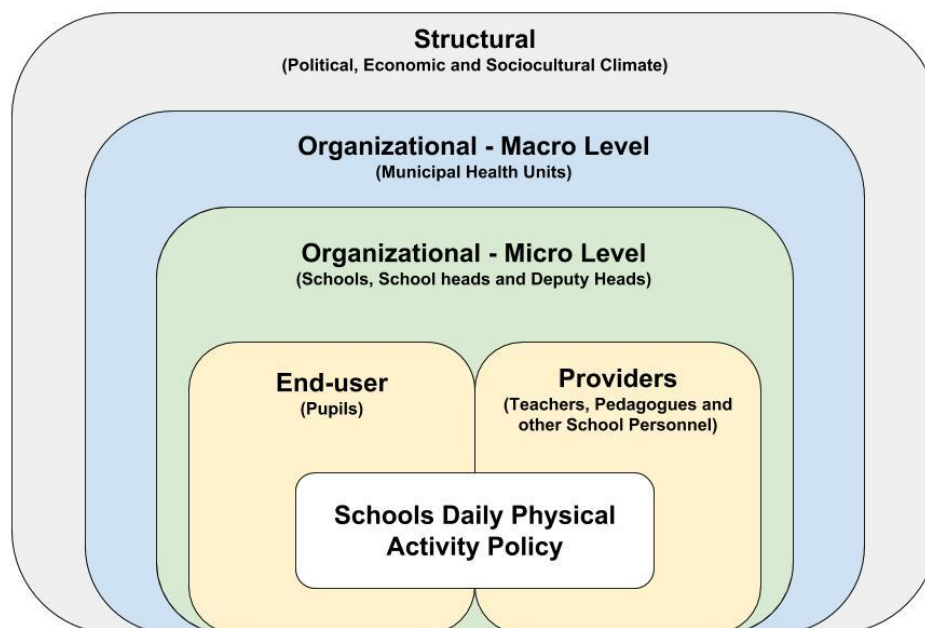 Structural
(Political, Economic and Sociocultural Climate)
Organizational - Macro Level
(Municipal Health Units)
Organizational - Micro Level
(Schools, School heads and Deputy Heads)
End-user
(Pupils)
Providers
(Teachers, Pedagogues and
other School Personnel)
Schools Daily Physical
Activity Policy